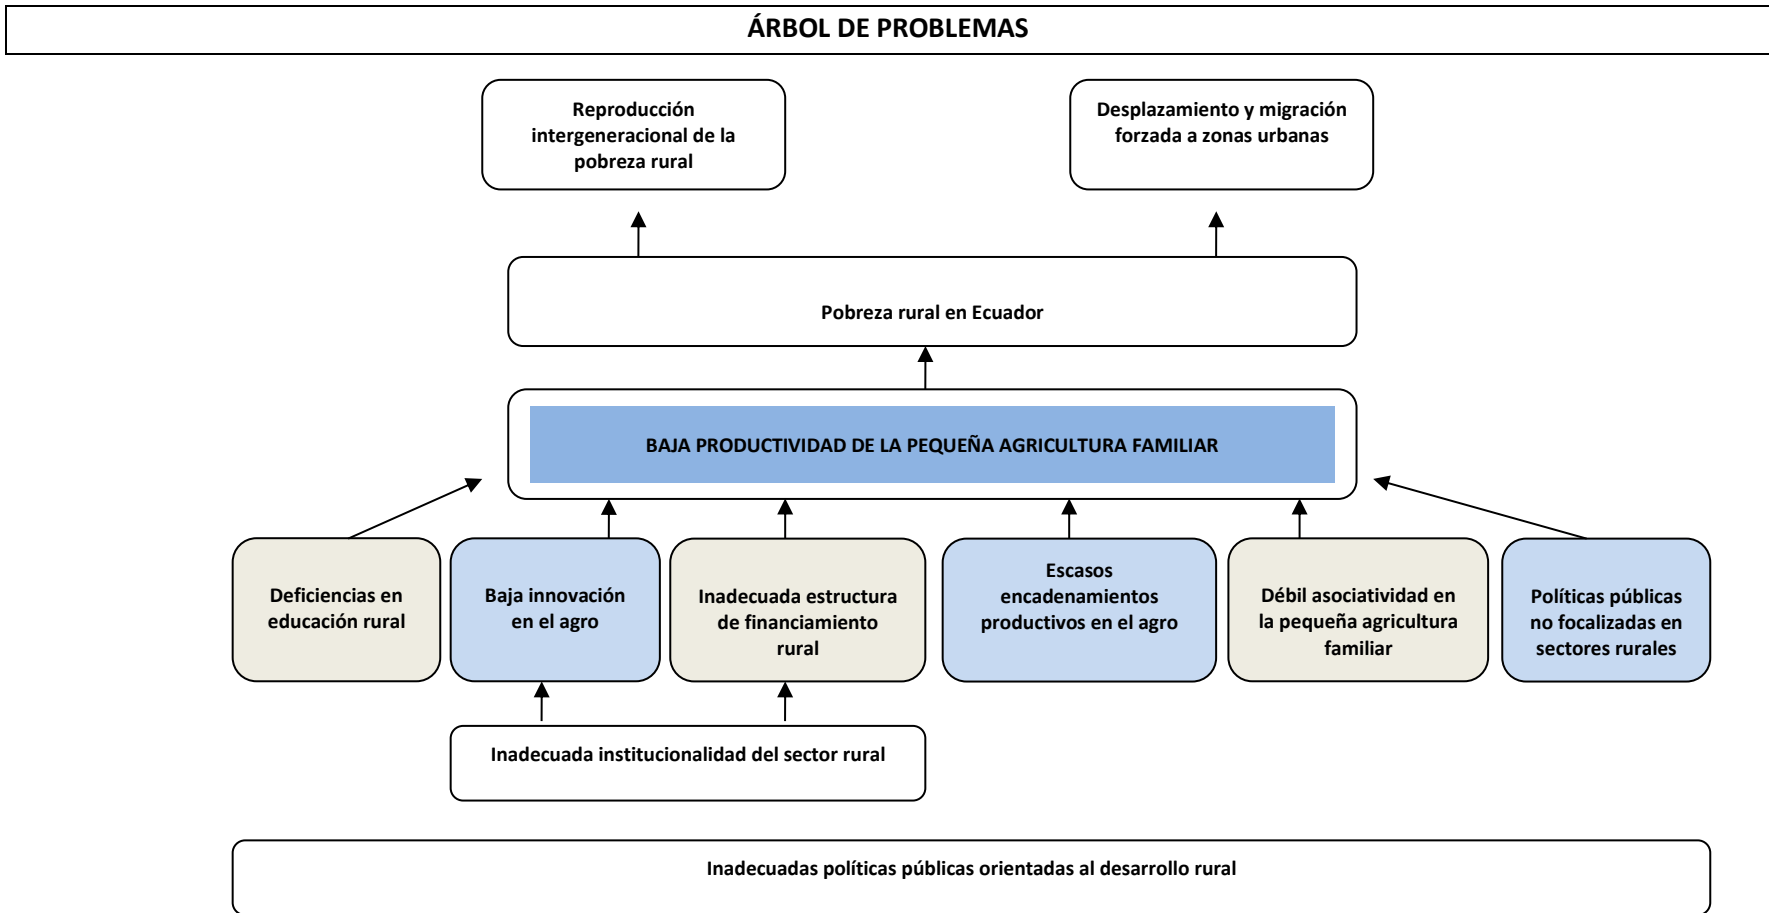 ÁRBOL DE PROBLEMAS
Reproducción
intergeneracional de la
pobreza rural
Desplazamiento y migración
forzada a zonas urbanas
Pobreza rural en Ecuador
BAJA PRODUCTIVIDAD DE LA PEQUEÑA AGRICULTURA FAMILIAR
Deficiencias en
educación rural
Baja innovación
en el agro
Inadecuada estructura
de financiamiento
rural
Escasos
encadenamientos
productivos en el agro
Débil asociatividad en
la pequeña agricultura
familiar
Políticas públicas
no focalizadas en
sectores rurales
Inadecuada institucionalidad del sector rural
Inadecuadas políticas públicas orientadas al desarrollo rural